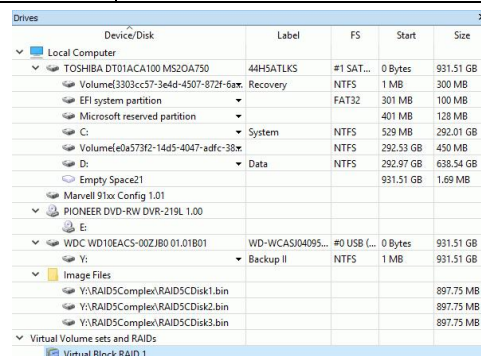 Drives
Device/Disk Label FS Start Size
Local Computer
TOSHIBA DT01ACA100 MS2OA750 44H5ATLKS #1 SAT... 0 Bytes 931.51 GB
Volume{3303cc57-3e4d-4507-872f-6a... Recovery NTFS 1 MB 300 MB
EFI system partition FAT32 301 MB 100 MB
Microsoft reserved partition 401 MB 128 MB
C: System NTFS 529 MB 292.01 GB
Volume{e0a573f2-14d5-4047-adfc-38... NTFS 292.53 GB 450 MB
D: Data NTFS 292.97 GB 638.54 GB
Empty Space21 931.51 GB 1.69 MB
Marvell 91xx Config 1.01
PIONEER DVD-RW DVR-219L 1.00
E:
WDC WD10EACS-00ZJB0 01.01B01 WD-WCASJ04095... #0 USB (... 0 Bytes 931.51 GB
Y: Backup II NTFS 1 MB 931.51 GB
Image Files
Y:\RAID5Complex\RAID5CDisk1.bin 897.75 MB
Y:\RAID5Complex\RAID5CDisk2.bin 897.75 MB
Y:\RAID5Complex\RAID5CDisk3.bin 897.75 MB
Virtual Volume sets and RAIDs
Virtual Block RAID 1